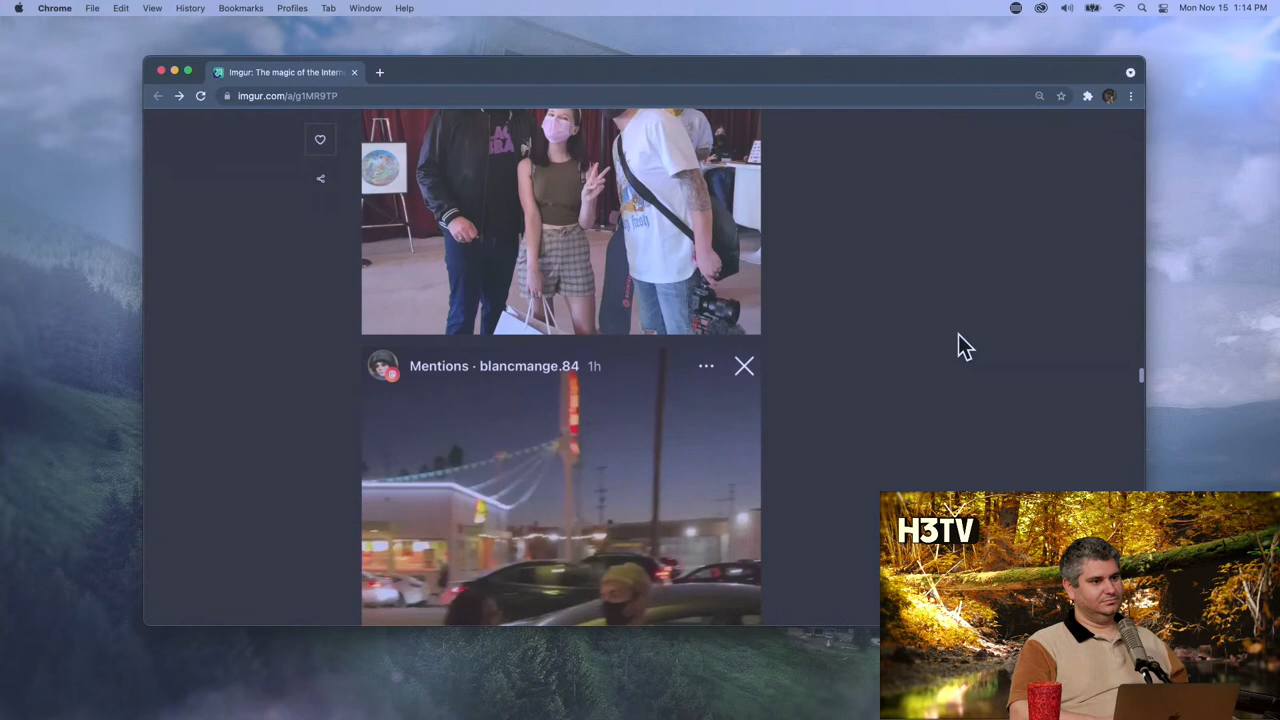 Chrome File Edit View History Bookmarks Profiles Tab Window Help Mon Nov 15 1:14 PM
Imgur: The magic of the Intern
imgur.com/a/g1MR9TP
Mentions · blancmange.84 1h
H3TV